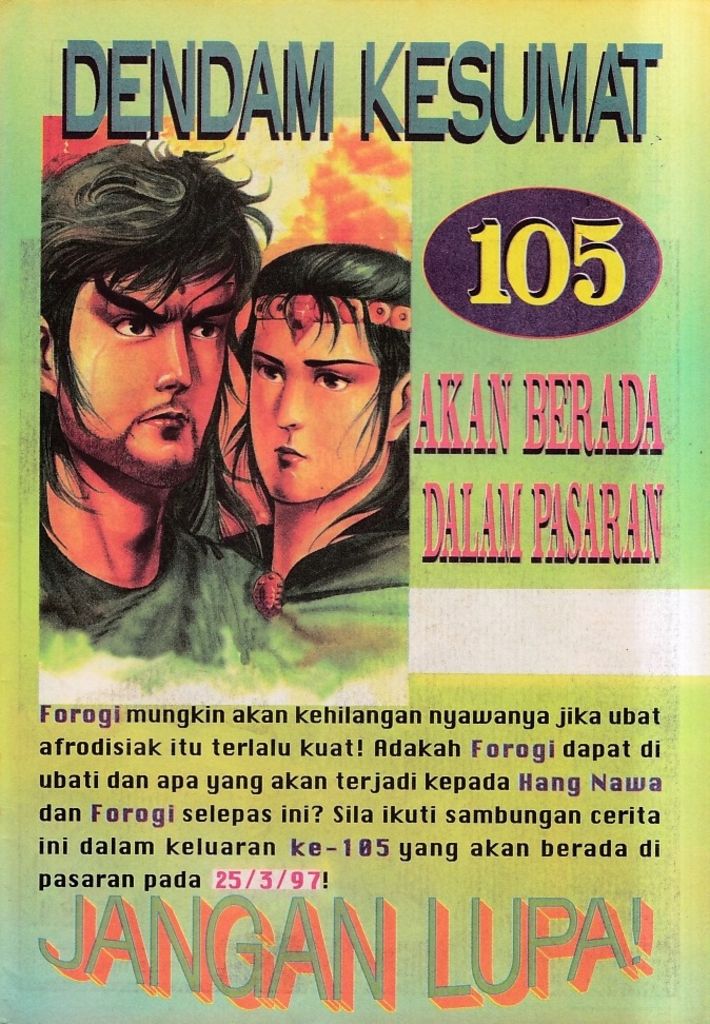 DENDAM KESUMAT
105
AKAN BERADA
DALAM PASARAN
Forogi mungkin akan kehilangan nyawanya jika ubat
afrodisiak itu terlalu kuat! Adakah Forogi dapat di
ubati dan apa yang akan terjadi kepada Hang Nawa
dan Forogi selepas ini? Sila ikuti sambungan cerita
ini dalam keluaran ke-105 yang akan berada di
pasaran pada 25/3/97!
JANGAN LUPA!